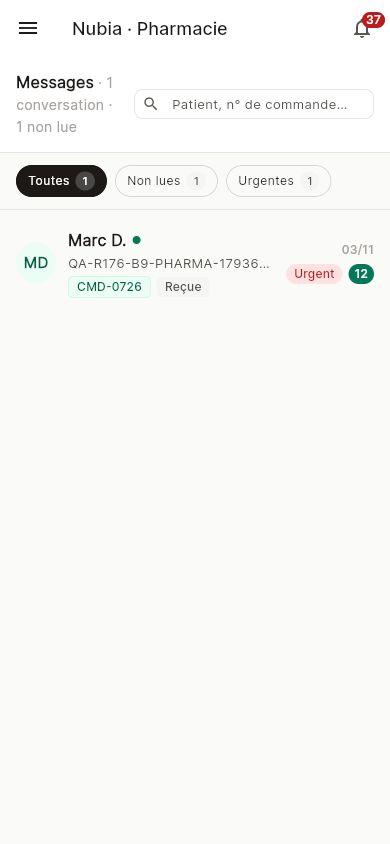 Nubia · Pharmacie
37
Messages · 1
conversation ·
1 non lue
Patient, n° de commande...
Toutes 1
Non lues 1
Urgentes 1
MD
Marc D.
03/11
QA-R176-B9-PHARMA-17936...
Urgent 12
CMD-0726 Reçue